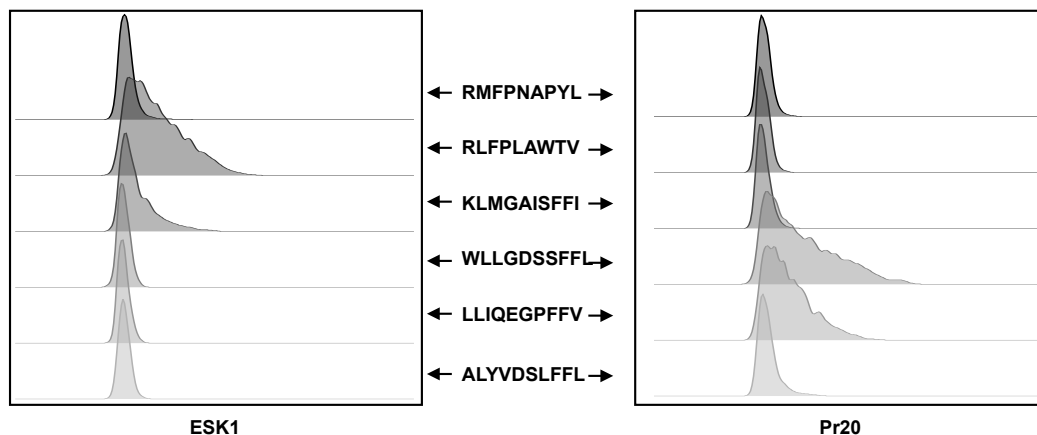 RMFPNAPYL
RLFPLAWTV
KLMGAISFFI
WLLGDSSFFL
LLIQEGPFFV
ALYVDSLFFL
ESK1
Pr20